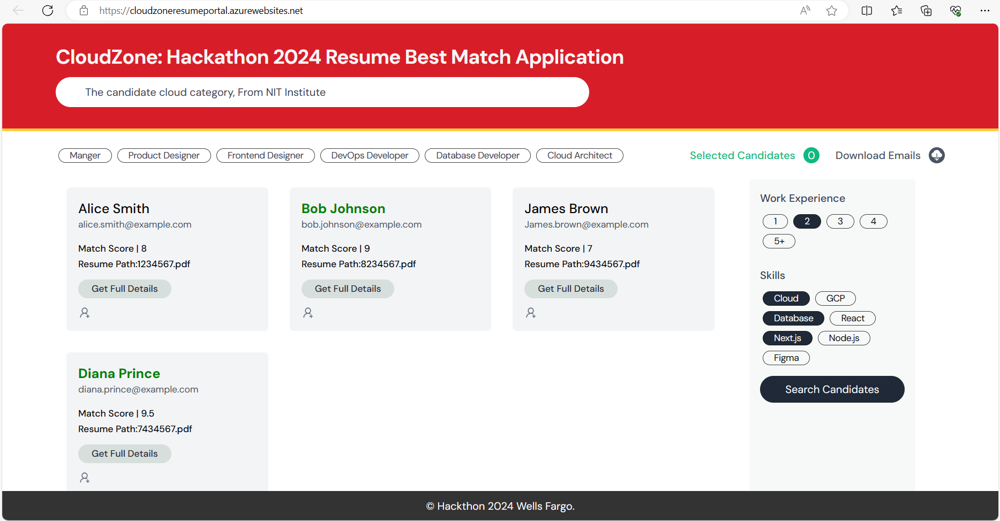 https://cloudzoneresumeportal.azurewebsites.net
CloudZone: Hackathon 2024 Resume Best Match Application
The candidate cloud category, From NIT Institute
Manger Product Designer Frontend Designer DevOps Developer Database Developer Cloud Architect Selected Candidates 0 Download Emails
Alice Smith
alice.smith@example.com
Match Score | 8
Resume Path:1234567.pdf
Get Full Details
Bob Johnson
bob.johnson@example.com
Match Score | 9
Resume Path:8234567.pdf
Get Full Details
James Brown
James.brown@example.com
Match Score | 7
Resume Path:9434567.pdf
Get Full Details
Diana Prince
diana.prince@example.com
Match Score | 9.5
Resume Path:7434567.pdf
Get Full Details
Work Experience
1 2 3 4
5+
Skills
Cloud GCP
Database React
Next.js Node.js
Figma
Search Candidates
© Hackthon 2024 Wells Fargo.